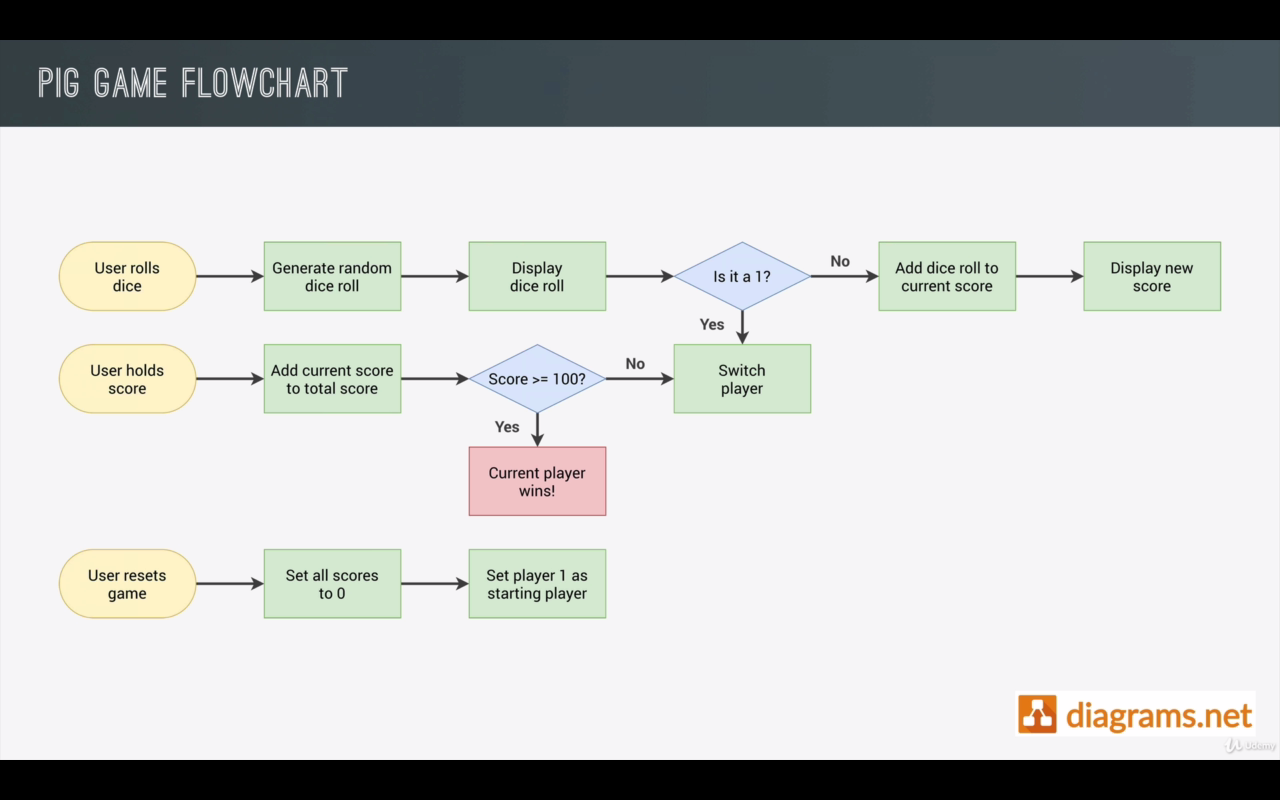 PIG GAME FLOWCHART
User rolls
dice
Generate random
dice roll
Display
dice roll
Is it a 1?
No
Add dice roll to
current score
Display new
score
Yes
User holds
score
Add current score
to total score
Score >= 100?
No
Switch
player
Yes
Current player
wins!
User resets
game
Set all scores
to 0
Set player 1 as
starting player
diagrams.net
Udemy